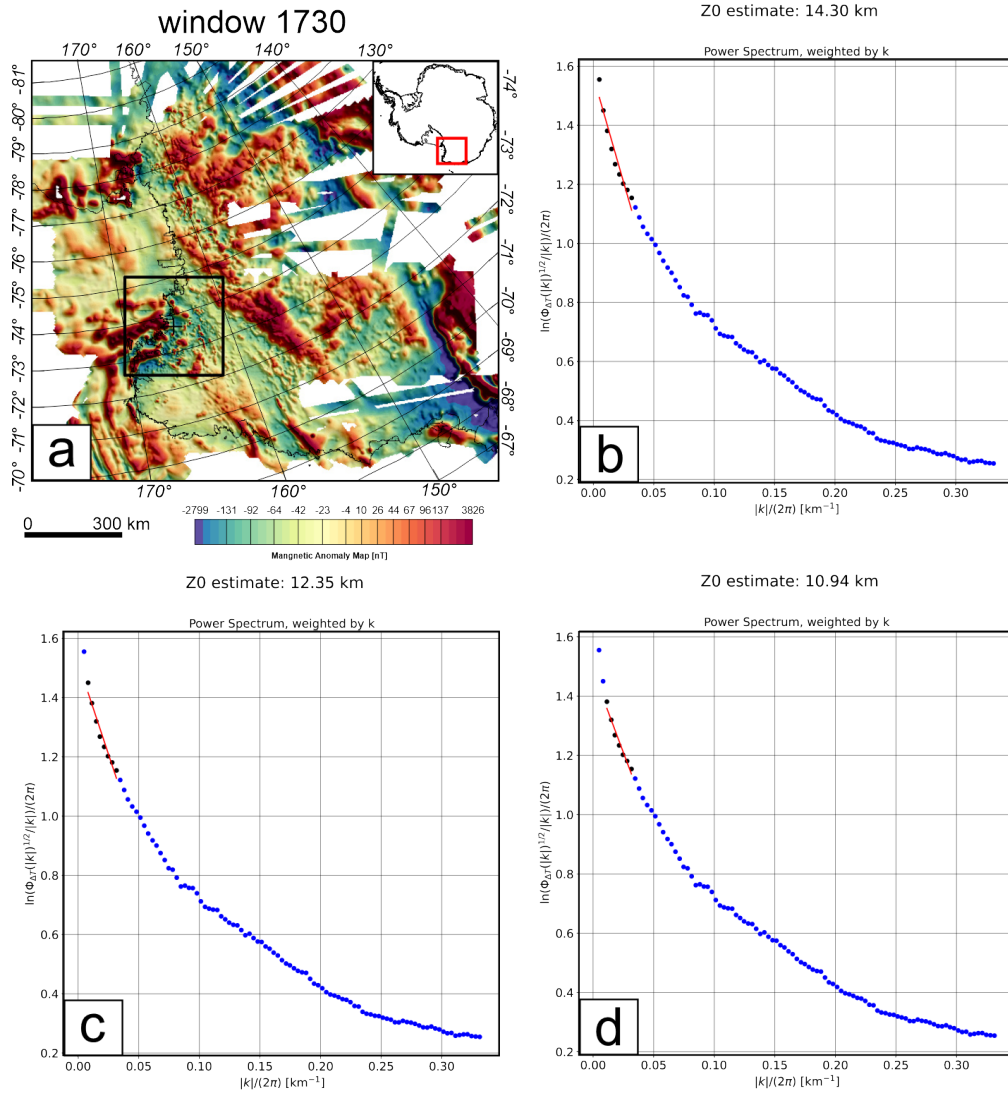 window 1730
170° 160° 150° 140° 130°
-81°
-80°
-79°
-78°
-77°
-76°
-75°
-74°
-73°
-72°
-71°
-70°
-74°
-73°
-72°
-71°
-70°
-69°
-68°
-67°
a
170° 160° 150°
0 300 km
-2799 -131 -92 -64 -42 -23 -4 10 26 44 67 96 137 3826
Mangnetic Anomaly Map [nT]
Z0 estimate: 14.30 km
Power Spectrum, weighted by k
ln(Φ_ΔT(|k|)^1/2/|k|)/(2π)
1.6
1.4
1.2
1.0
0.8
0.6
0.4
0.2
b
0.00 0.05 0.10 0.15 0.20 0.25 0.30
|k|/(2π) [km⁻¹]
Z0 estimate: 12.35 km
Power Spectrum, weighted by k
ln(Φ_ΔT(|k|)^1/2/|k|)/(2π)
1.6
1.4
1.2
1.0
0.8
0.6
0.4
0.2
c
0.00 0.05 0.10 0.15 0.20 0.25 0.30
|k|/(2π) [km⁻¹]
Z0 estimate: 10.94 km
Power Spectrum, weighted by k
ln(Φ_ΔT(|k|)^1/2/|k|)/(2π)
1.6
1.4
1.2
1.0
0.8
0.6
0.4
0.2
d
0.00 0.05 0.10 0.15 0.20 0.25 0.30
|k|/(2π) [km⁻¹]